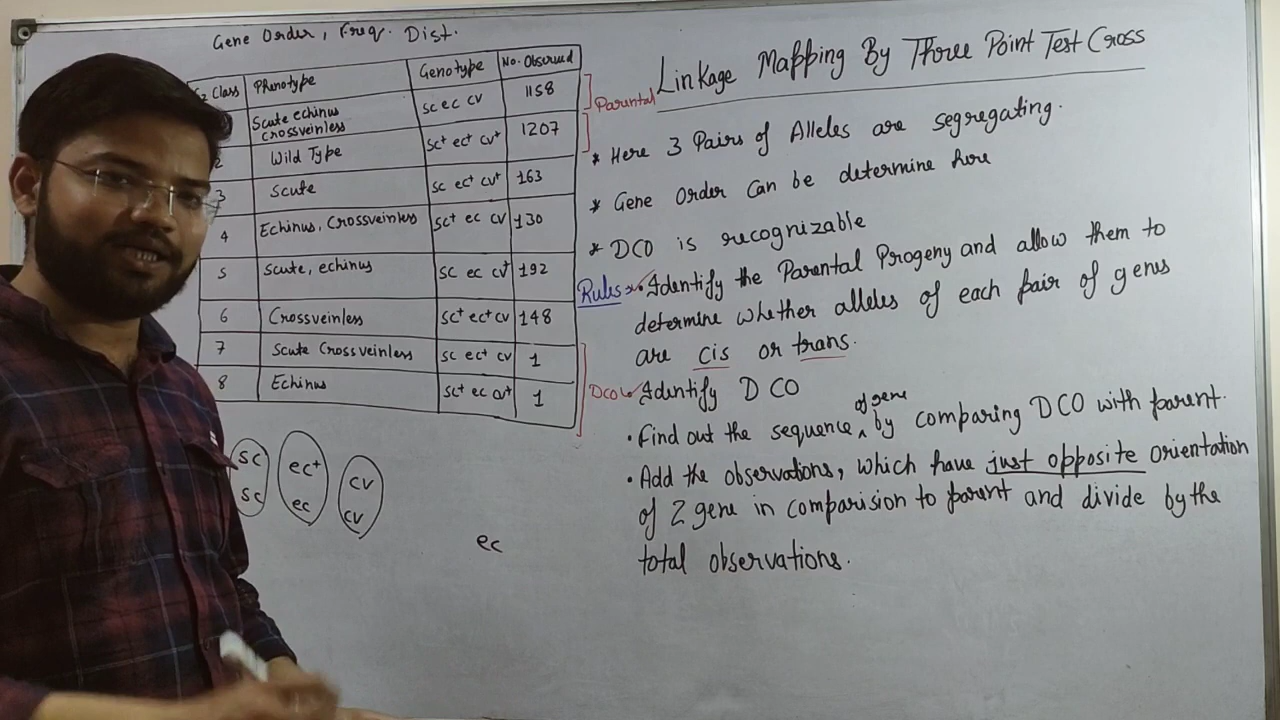 Gene Order, Freq. Dist.
Linkage Mapping By Three Point Test Cross
Class Phenotype Genotype No. Observed
Scute echinus crossveinless sc ec cv 1158
2 Wild Type sc+ ec+ cv+ 1207
3 Scute sc ec+ cv+ 163
4 Echinus, Crossveinless sc+ ec cv 130
5 Scute, echinus sc ec cv+ 192
6 Crossveinless sc+ ec+ cv 148
7 Scute Crossveinless sc ec+ cv 1
8 Echinus sc+ ec cv+ 1
Parental
DCO
* Here 3 Pairs of Alleles are segregating.
* Gene Order Can be determine here
* DCO is recognizable
Rules Identify the Parental Progeny and allow them to
determine whether alleles of each pair of genes
are cis or trans.
Identify DCO
of gene
• Find out the sequence ^ by comparing DCO with parent.
• Add the observations, which have just opposite orientation
of 2 gene in comparision to parent and divide by the
total observations.
sc ec+ cv
sc ec cv
ec